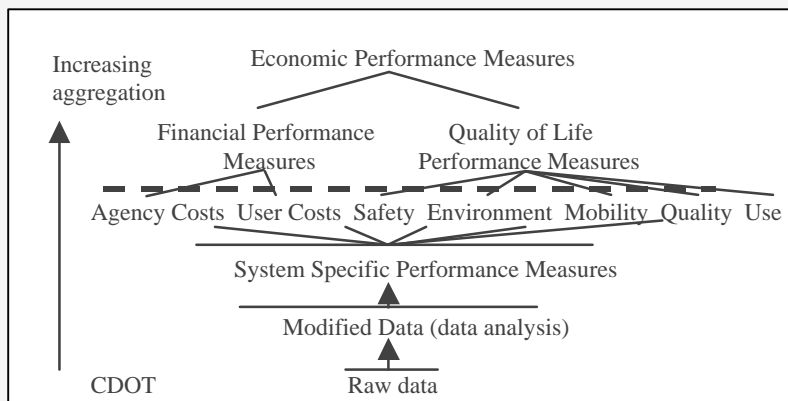 Economic Performance Measures
Increasing
aggregation
Financial Performance
Measures
Quality of Life
Performance Measures
Agency Costs User Costs Safety Environment Mobility Quality Use
System Specific Performance Measures
Modified Data (data analysis)
CDOT
Raw data